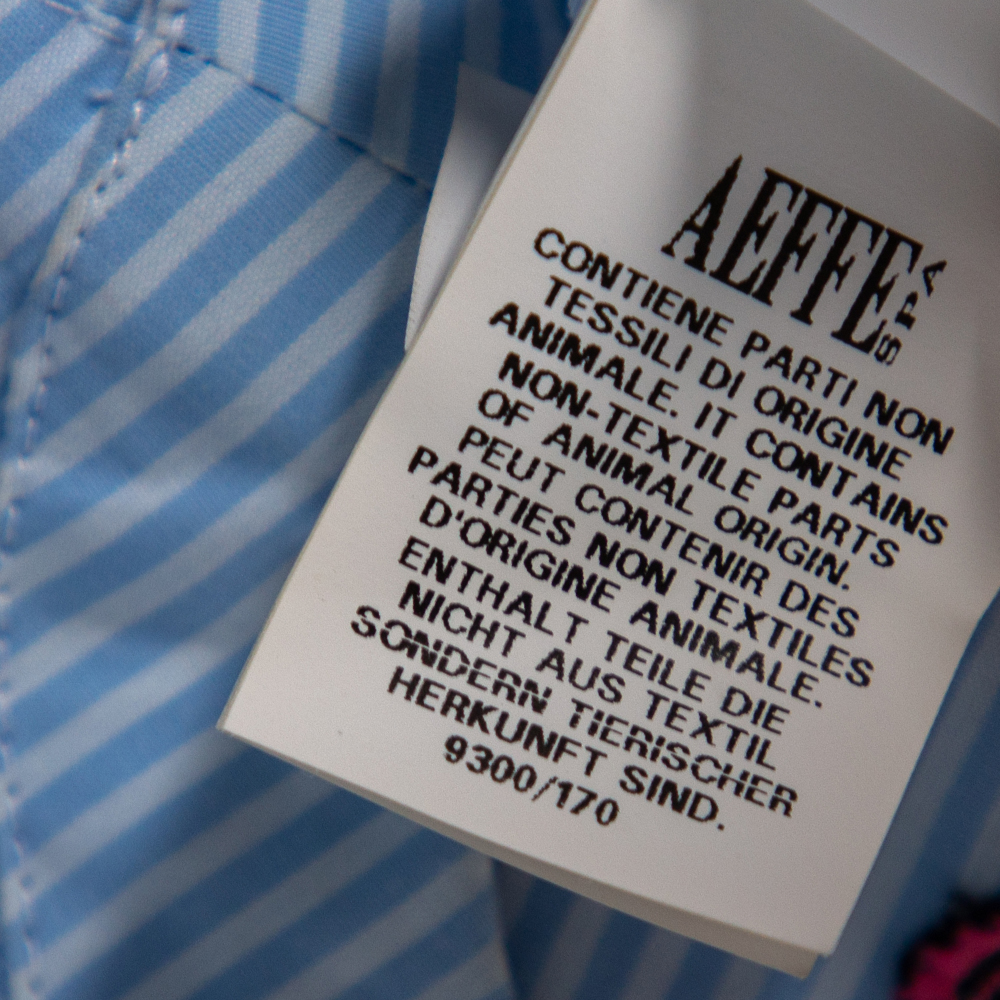 AEFFE SPA
CONTIENE PARTI NON
TESSILI DI ORIGINE
ANIMALE. IT CONTAINS
NON-TEXTILE PARTS
OF ANIMAL ORIGIN.
PEUT CONTENIR DES
PARTIES NON TEXTILES
D'ORIGINE ANIMALE.
ENTHALT TEILE DIE
NICHT AUS TEXTIL
SONDERN TIERISCHER
HERKUNFT SIND.
9300/170